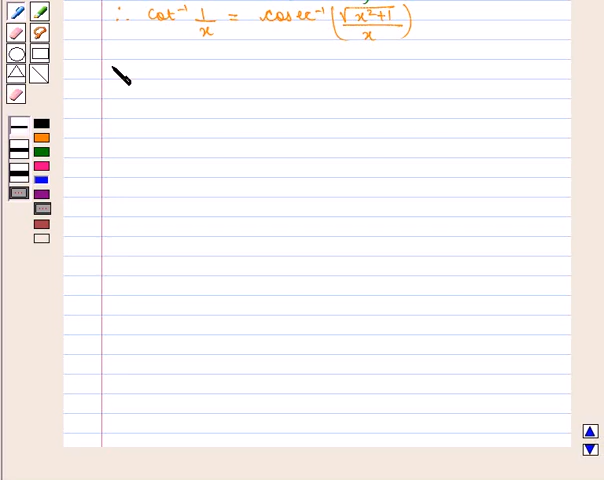 ∴ cot⁻¹ 1/x = cosec⁻¹ (√(x²+1)/x)